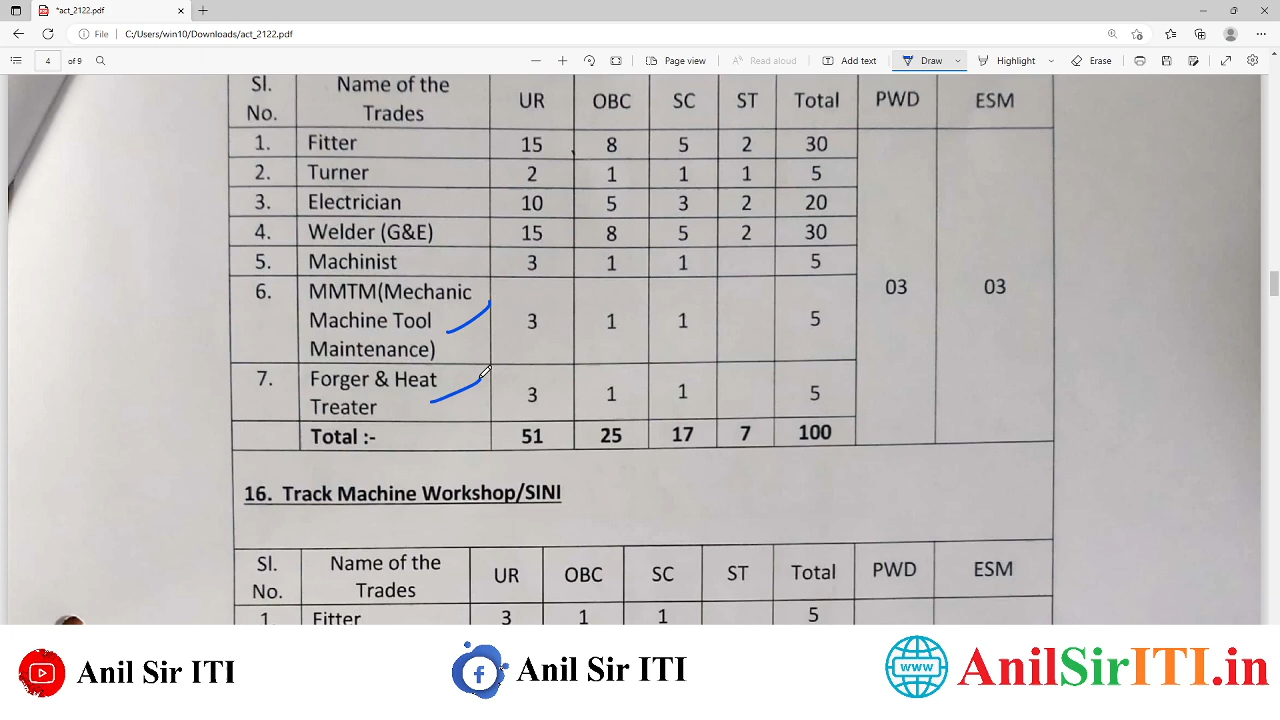 *act_2122.pdf
File C:/Users/win10/Downloads/act_2122.pdf
4 of 9 Page view Read aloud Add text Draw Highlight Erase
Sl. No. Name of the Trades UR OBC SC ST Total PWD ESM
1. Fitter 15 8 5 2 30
2. Turner 2 1 1 1 5
3. Electrician 10 5 3 2 20
4. Welder (G&E) 15 8 5 2 30
5. Machinist 3 1 1 5
6. MMTM(Mechanic
Machine Tool 3 1 1 5
Maintenance)
03 03
7. Forger & Heat
Treater 3 1 1 5
Total :- 51 25 17 7 100
16. Track Machine Workshop/SINI
Sl. No. Name of the Trades UR OBC SC ST Total PWD ESM
1. Fitter 3 1 1 5
Anil Sir ITI
f Anil Sir ITI
www AnilSirITI.in